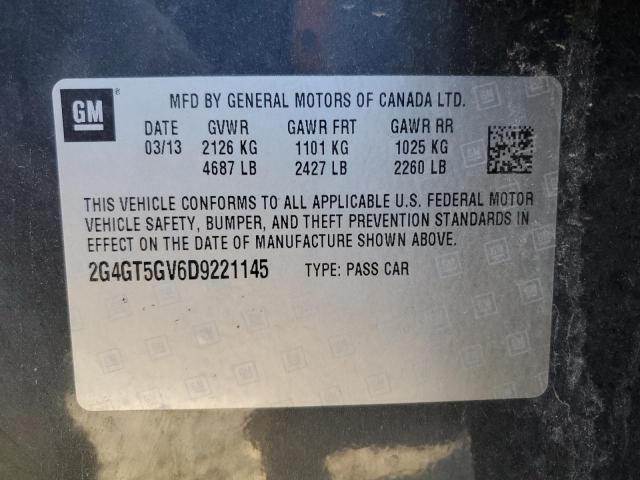 GM ®
MFD BY GENERAL MOTORS OF CANADA LTD.
DATE GVWR GAWR FRT GAWR RR
03/13 2126 KG 1101 KG 1025 KG
4687 LB 2427 LB 2260 LB
THIS VEHICLE CONFORMS TO ALL APPLICABLE U.S. FEDERAL MOTOR
VEHICLE SAFETY, BUMPER, AND THEFT PREVENTION STANDARDS IN
EFFECT ON THE DATE OF MANUFACTURE SHOWN ABOVE.
2G4GT5GV6D9221145 TYPE: PASS CAR